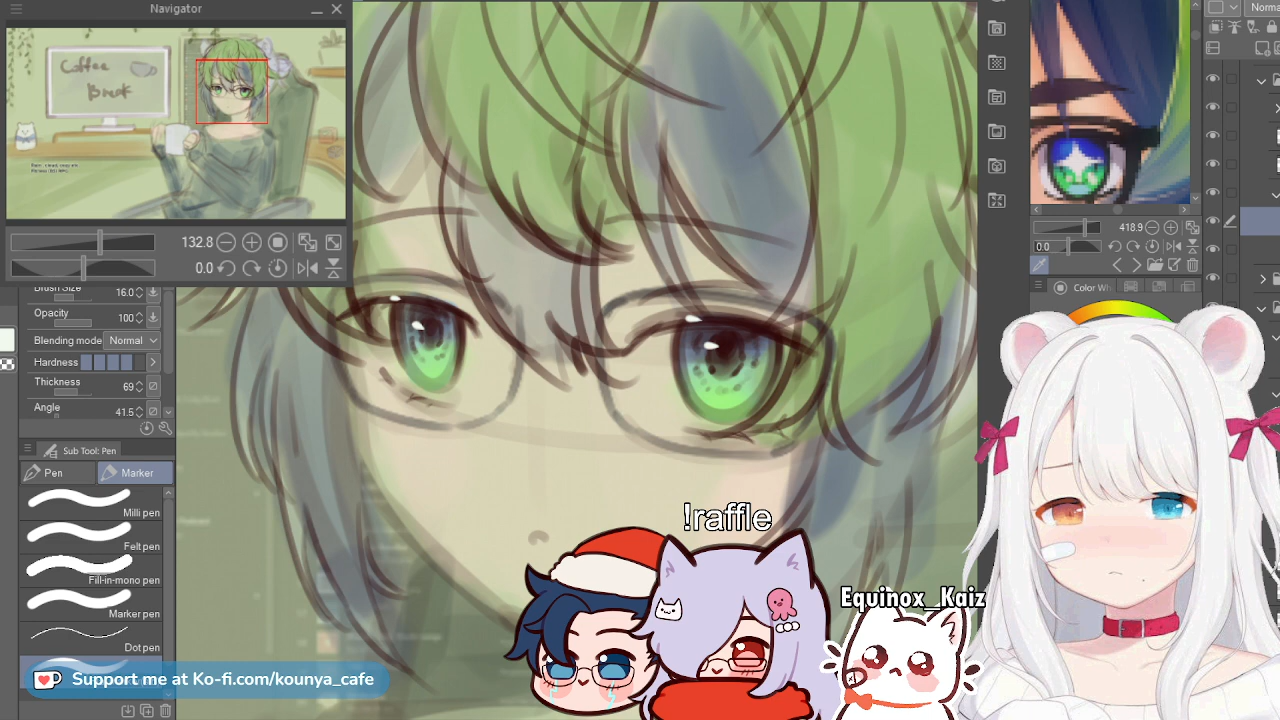 Navigator
Coffee
Break
132.8
0.0
Brush Size
16.0
Opacity
100
Blending mode
Normal
Hardness
Thickness
69
Angle
41.5
Sub Tool: Pen
Pen
Marker
Milli pen
Felt pen
Fill-in-mono pen
Marker pen
Dot pen
Support me at Ko-fi.com/kounya_cafe
!raffle
Equinox_Kaiz
Norma
418.9
0.0
Color Wh